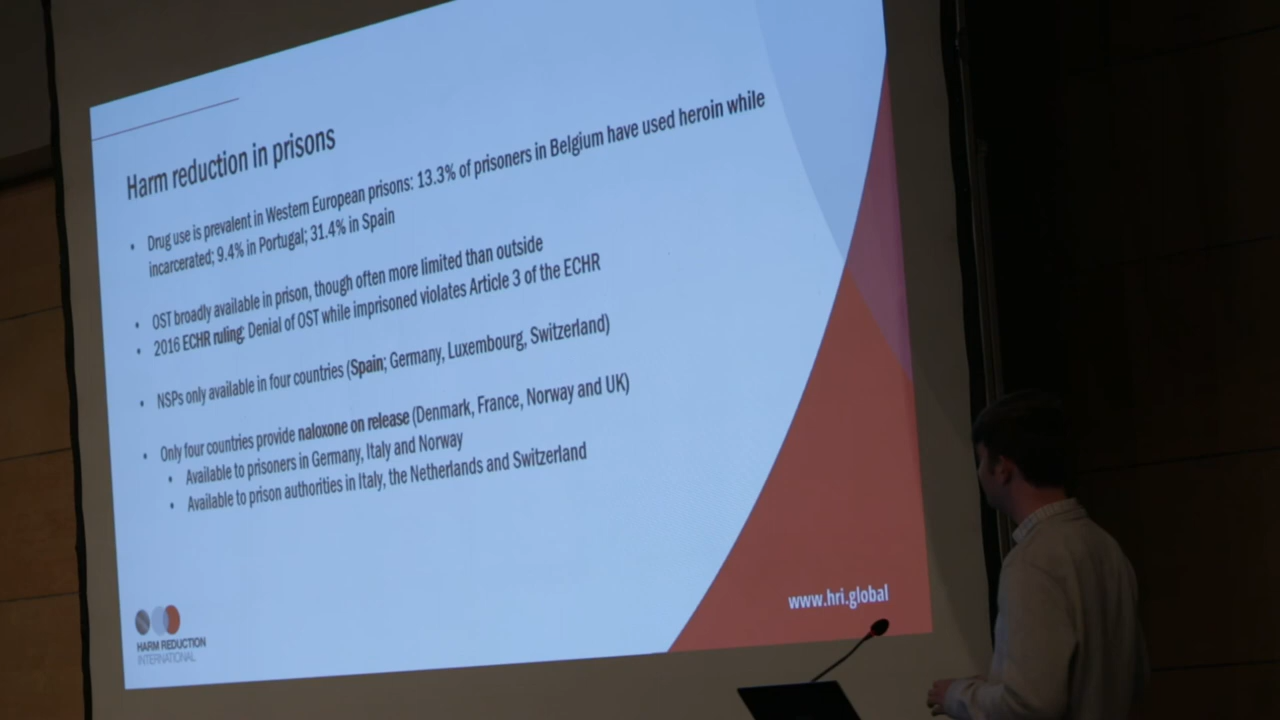 Harm reduction in prisons
• Drug use is prevalent in Western European prisons: 13.3% of prisoners in Belgium have used heroin while
incarcerated; 9.4% in Portugal; 31.4% in Spain
• OST broadly available in prison, though often more limited than outside
• 2016 ECHR ruling: Denial of OST while imprisoned violates Article 3 of the ECHR
• NSPs only available in four countries (Spain; Germany, Luxembourg, Switzerland)
• Only four countries provide naloxone on release (Denmark, France, Norway and UK)
• Available to prisoners in Germany, Italy and Norway
• Available to prison authorities in Italy, the Netherlands and Switzerland
www.hri.global
HARM REDUCTION
INTERNATIONAL